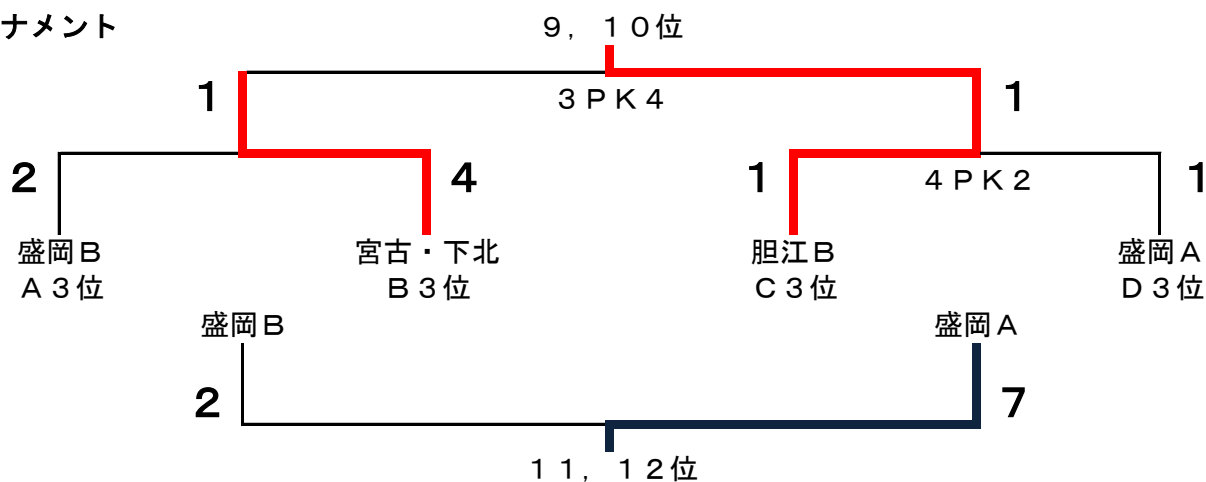 ナメント
９，１０位
１
３ＰＫ４
１
２
４
１
４ＰＫ２
１
盛岡Ｂ
宮古・下北
胆江Ｂ
盛岡Ａ
Ａ３位
Ｂ３位
Ｃ３位
Ｄ３位
盛岡Ｂ
盛岡Ａ
２
７
１１，１２位